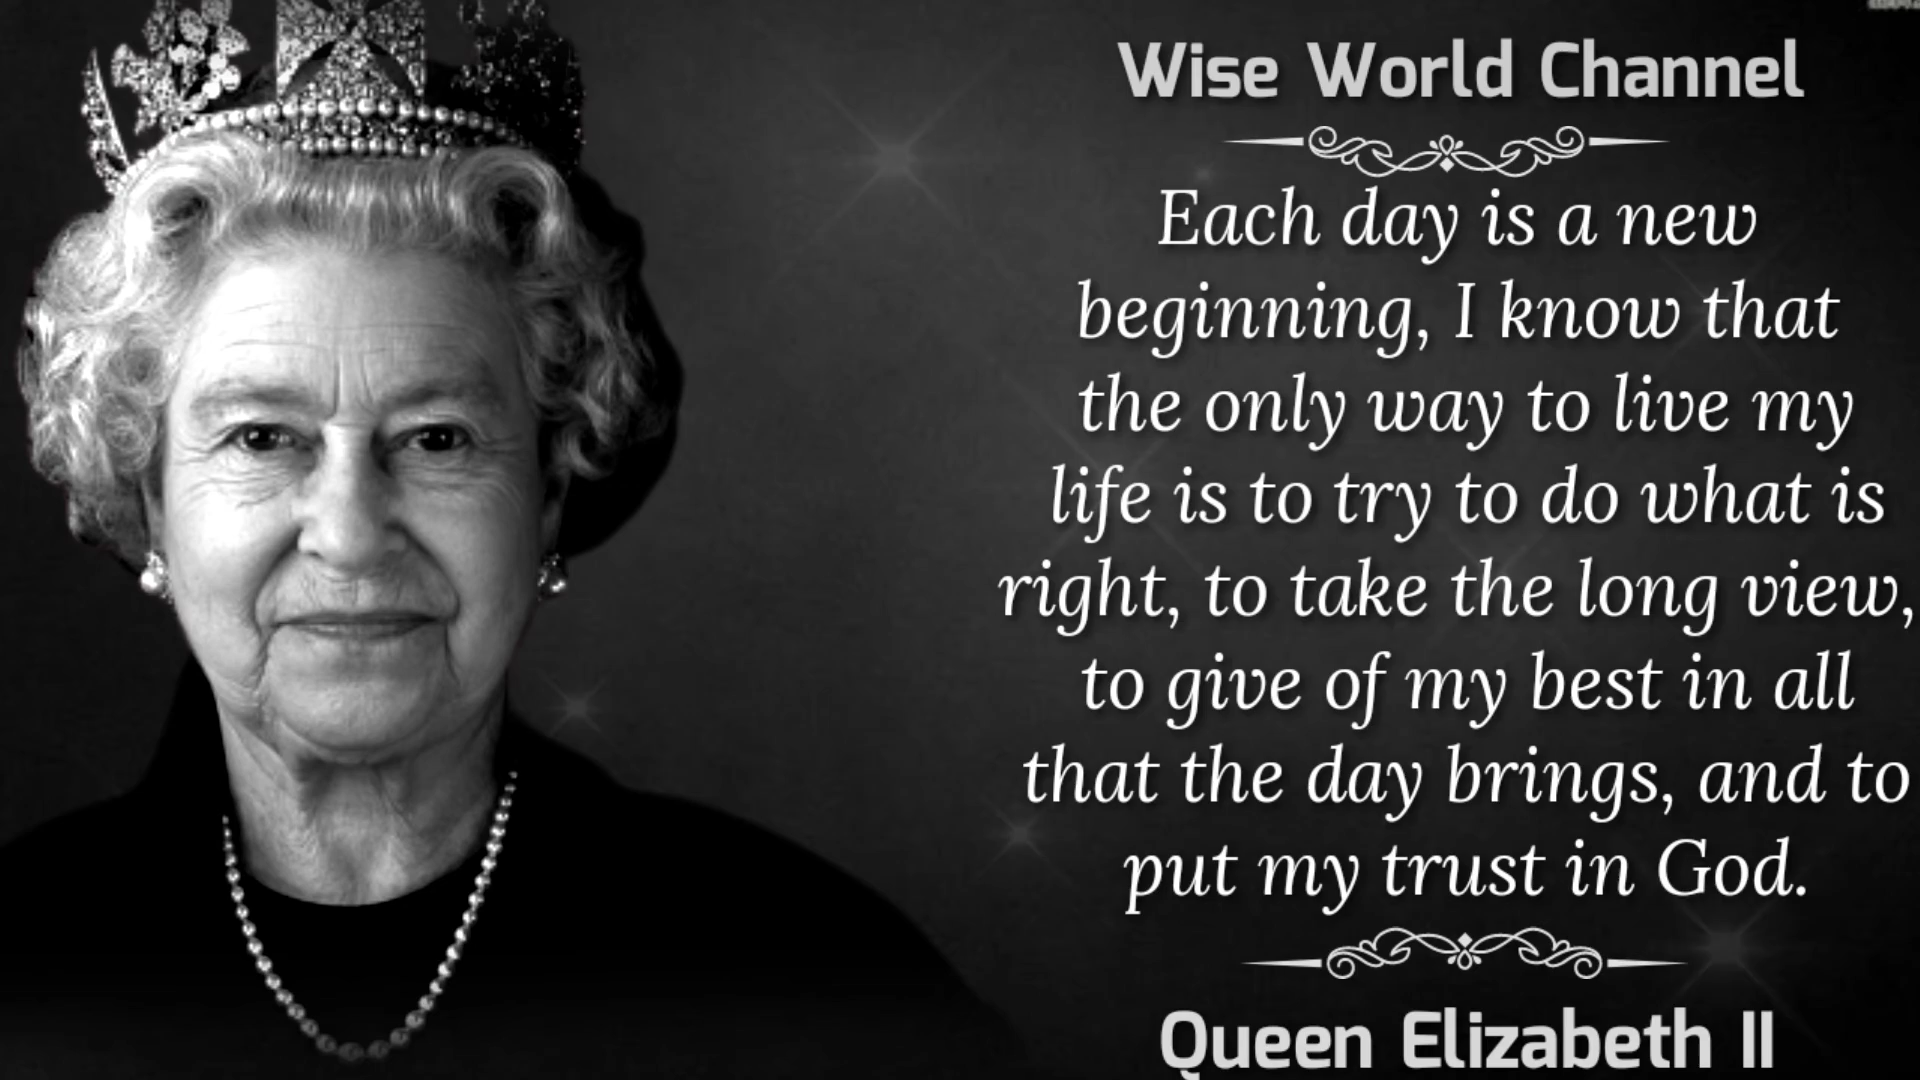 Wise World Channel
Each day is a new
beginning, I know that
the only way to live my
life is to try to do what is
right, to take the long view,
to give of my best in all
that the day brings, and to
put my trust in God.
Queen Elizabeth II